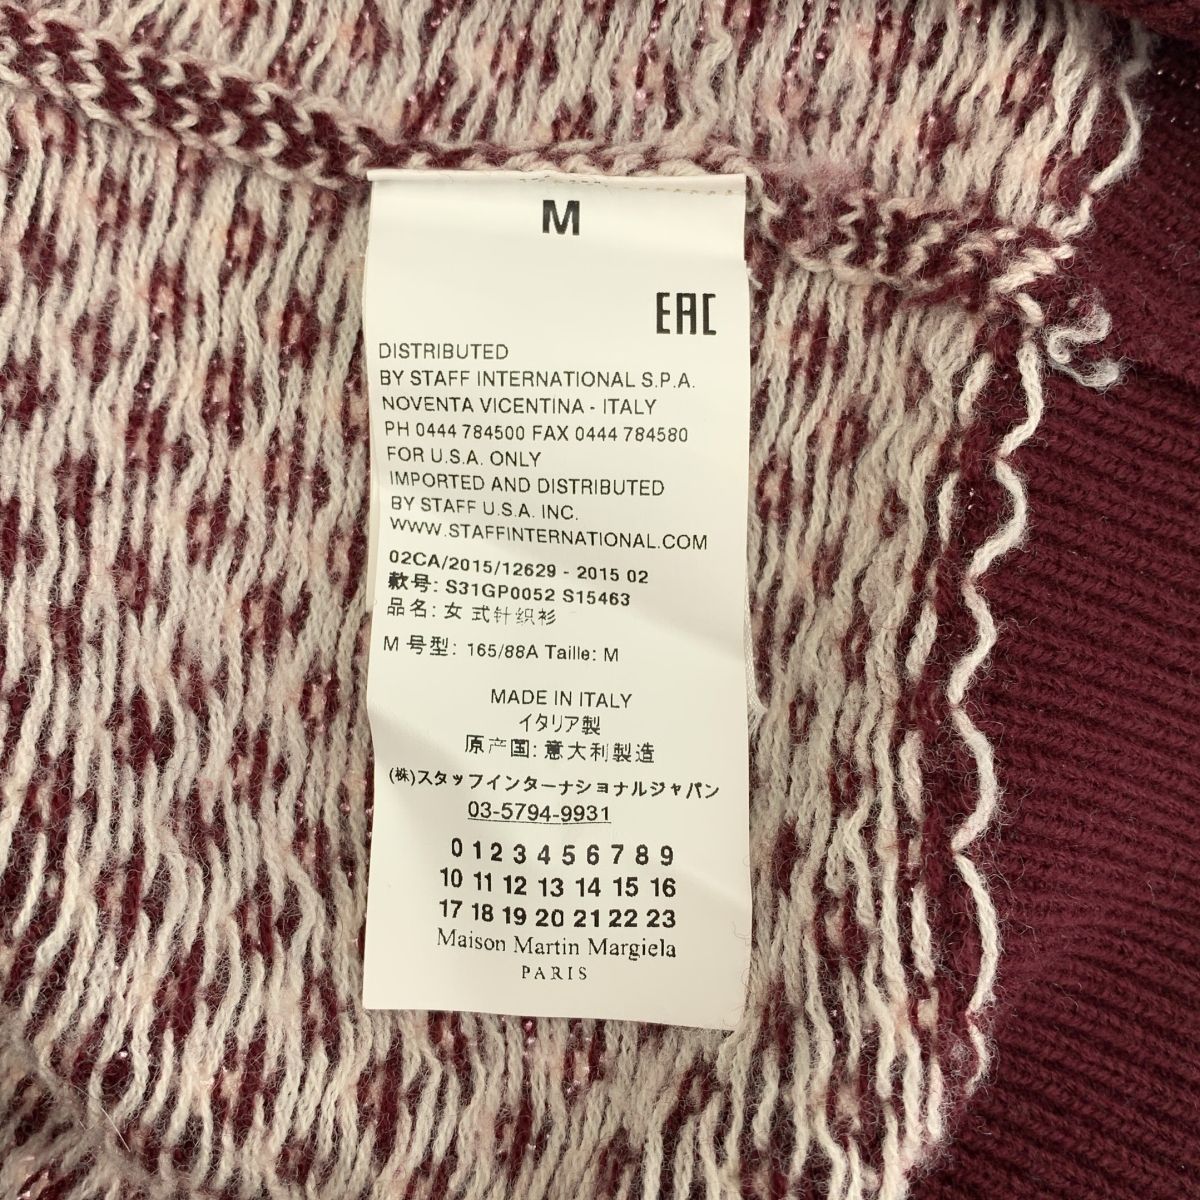 M
EAC
DISTRIBUTED
BY STAFF INTERNATIONAL S.P.A.
NOVENTA VICENTINA - ITALY
PH 0444 784500 FAX 0444 784580
FOR U.S.A. ONLY
IMPORTED AND DISTRIBUTED
BY STAFF U.S.A. INC.
WWW.STAFFINTERNATIONAL.COM
02CA/2015/12629 - 2015 02
款号: S31GP0052 S15463
品名: 女式针织衫
M 号型: 165/88A Taille: M
MADE IN ITALY
イタリア製
原产国: 意大利製造
(株)スタッフインターナショナルジャパン
03-5794-9931
0 1 2 3 4 5 6 7 8 9
10 11 12 13 14 15 16
17 18 19 20 21 22 23
Maison Martin Margiela
PARIS